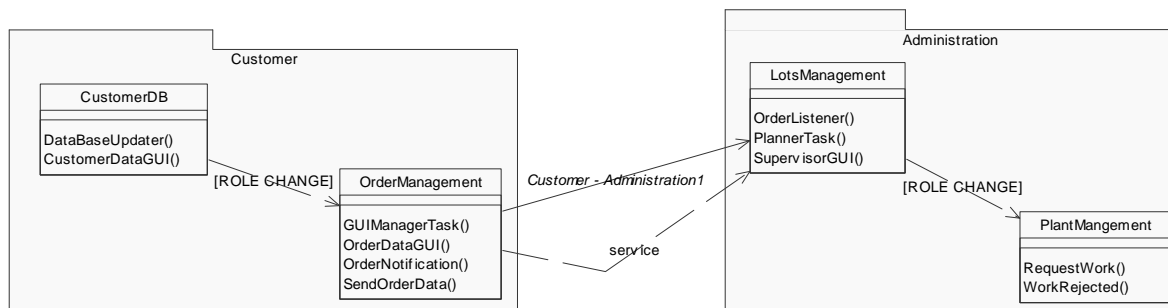 Customer
CustomerDB
DataBaseUpdater()
CustomerDataGUI()
[ROLE CHANGE]
OrderManagement
GUIManagerTask()
OrderDataGUI()
OrderNotification()
SendOrderData()
Customer - Administration1
service
Administration
LotsManagement
OrderListener()
PlannerTask()
SupervisorGUI()
[ROLE CHANGE]
PlantMangement
RequestWork()
WorkRejected()